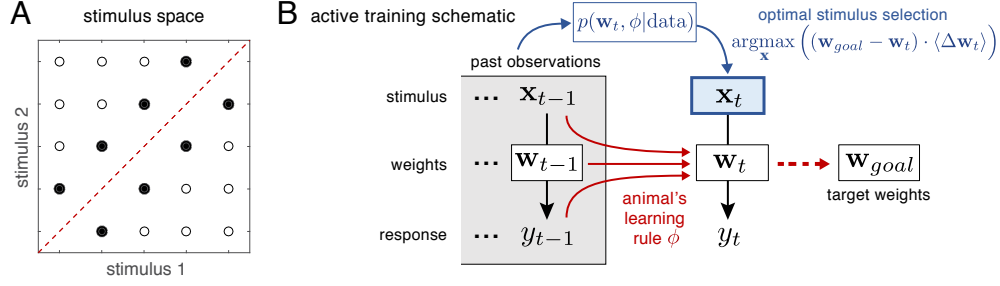 A
stimulus space
stimulus 2
stimulus 1
B
active training schematic
p(w_t, ϕ|data)
optimal stimulus selection
argmax_x ((w_goal − w_t) · ⟨Δw_t⟩)
past observations
stimulus ··· x_{t−1} x_t
weights ··· w_{t−1} w_t w_goal
target weights
animal's
learning
rule ϕ
response ··· y_{t−1} y_t